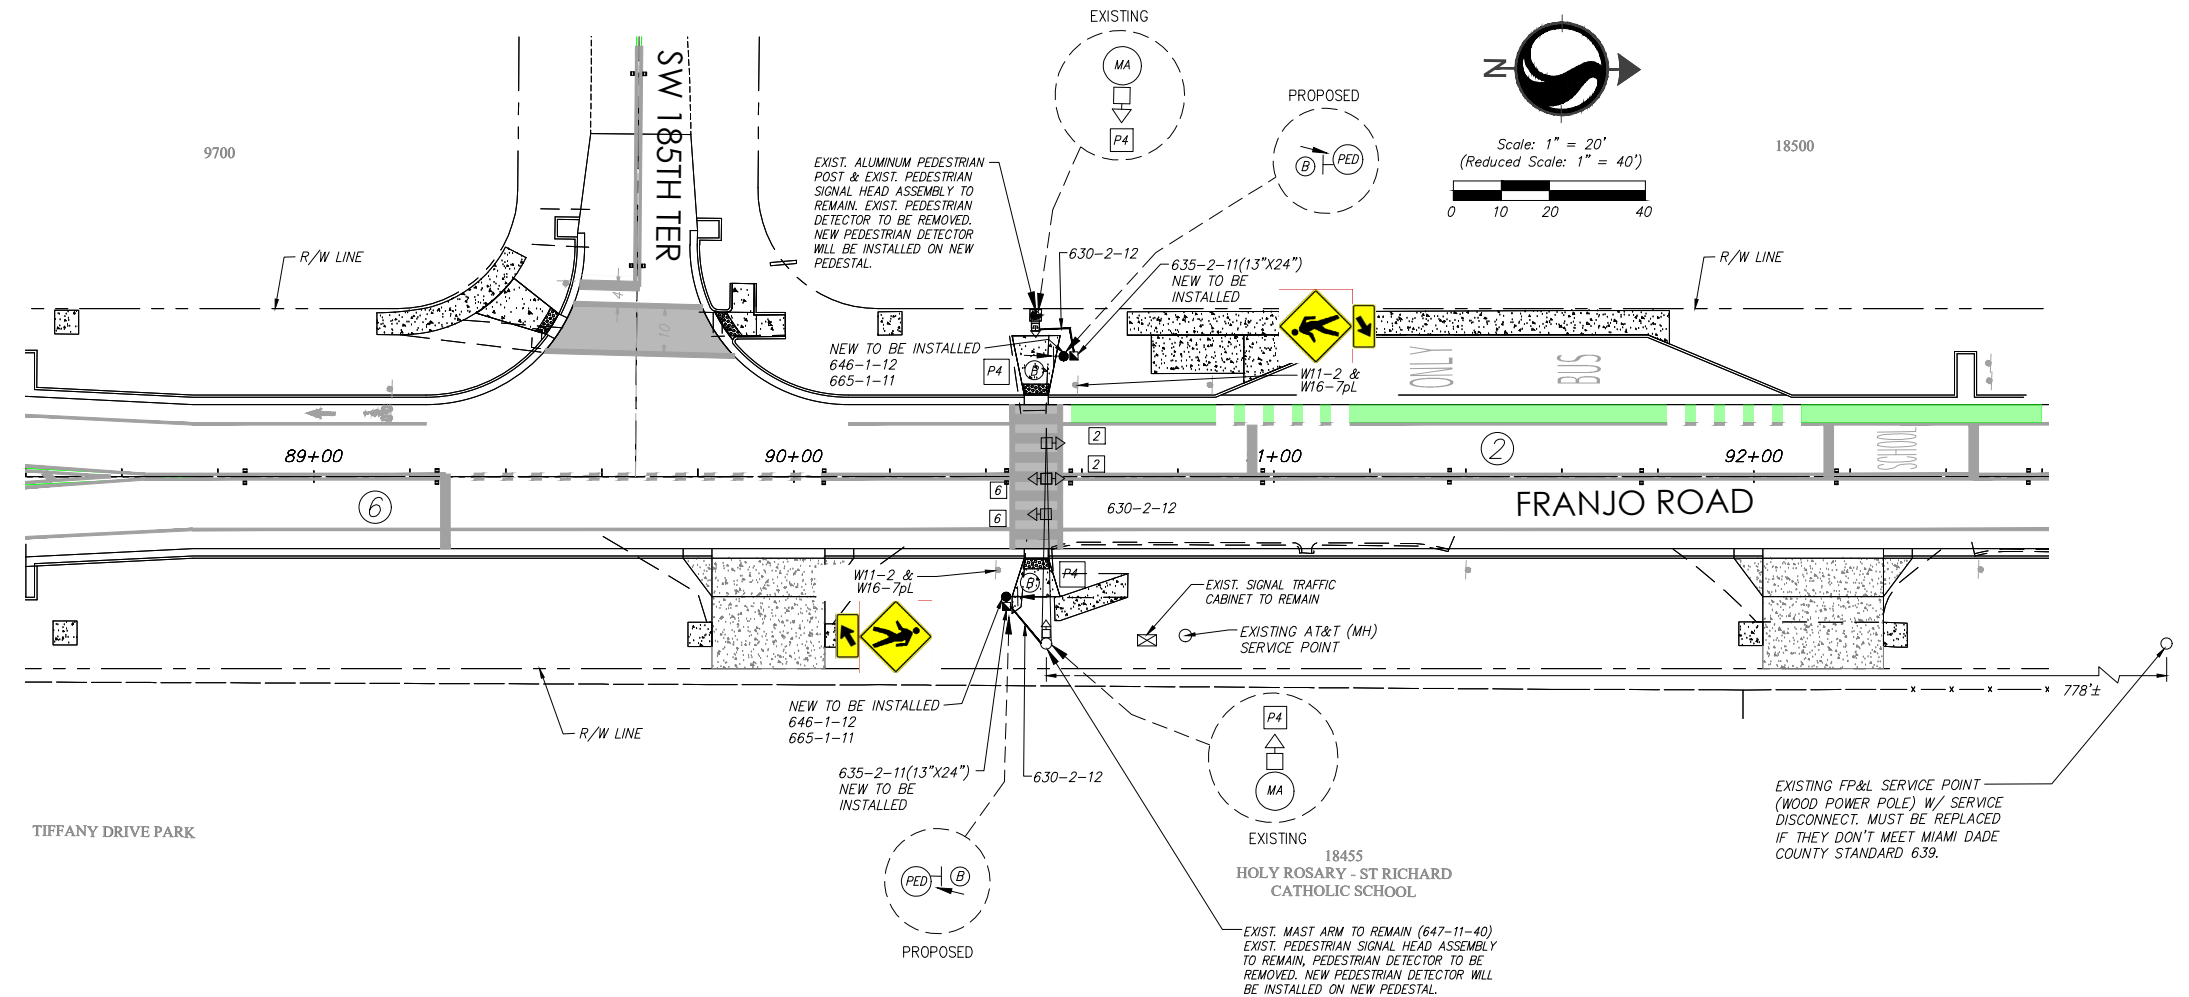 EXISTING
MA
P4
PROPOSED
B
PED
N
Scale: 1" = 20'
(Reduced Scale: 1" = 40')
0 10 20 40
9700
18500
SW 185TH TER
EXIST. ALUMINUM PEDESTRIAN
POST & EXIST. PEDESTRIAN
SIGNAL HEAD ASSEMBLY TO
REMAIN. EXIST. PEDESTRIAN
DETECTOR TO BE REMOVED.
NEW PEDESTRIAN DETECTOR
WILL BE INSTALLED ON NEW
PEDESTAL.
R/W LINE
630-2-12
635-2-11(13"X24")
NEW TO BE
INSTALLED
R/W LINE
4
10
NEW TO BE INSTALLED
646-1-12
665-1-11
P4
B
W11-2 &
W16-7pL
ONLY
BUS
2
2
89+00
90+00
1+00
92+00
2
SCHOOL
6
6
6
630-2-12
FRANJO ROAD
W11-2 &
W16-7pL
B
P4
EXIST. SIGNAL TRAFFIC
CABINET TO REMAIN
EXISTING AT&T (MH)
SERVICE POINT
778'±
NEW TO BE INSTALLED
646-1-12
665-1-11
R/W LINE
635-2-11(13"X24")
NEW TO BE
INSTALLED
630-2-12
P4
MA
EXISTING
EXISTING FP&L SERVICE POINT
(WOOD POWER POLE) W/ SERVICE
DISCONNECT. MUST BE REPLACED
IF THEY DON'T MEET MIAMI DADE
COUNTY STANDARD 639.
TIFFANY DRIVE PARK
18455
HOLY ROSARY - ST RICHARD
CATHOLIC SCHOOL
PED
B
PROPOSED
EXIST. MAST ARM TO REMAIN (647-11-40)
EXIST. PEDESTRIAN SIGNAL HEAD ASSEMBLY
TO REMAIN, PEDESTRIAN DETECTOR TO BE
REMOVED. NEW PEDESTRIAN DETECTOR WILL
BE INSTALLED ON NEW PEDESTAL.